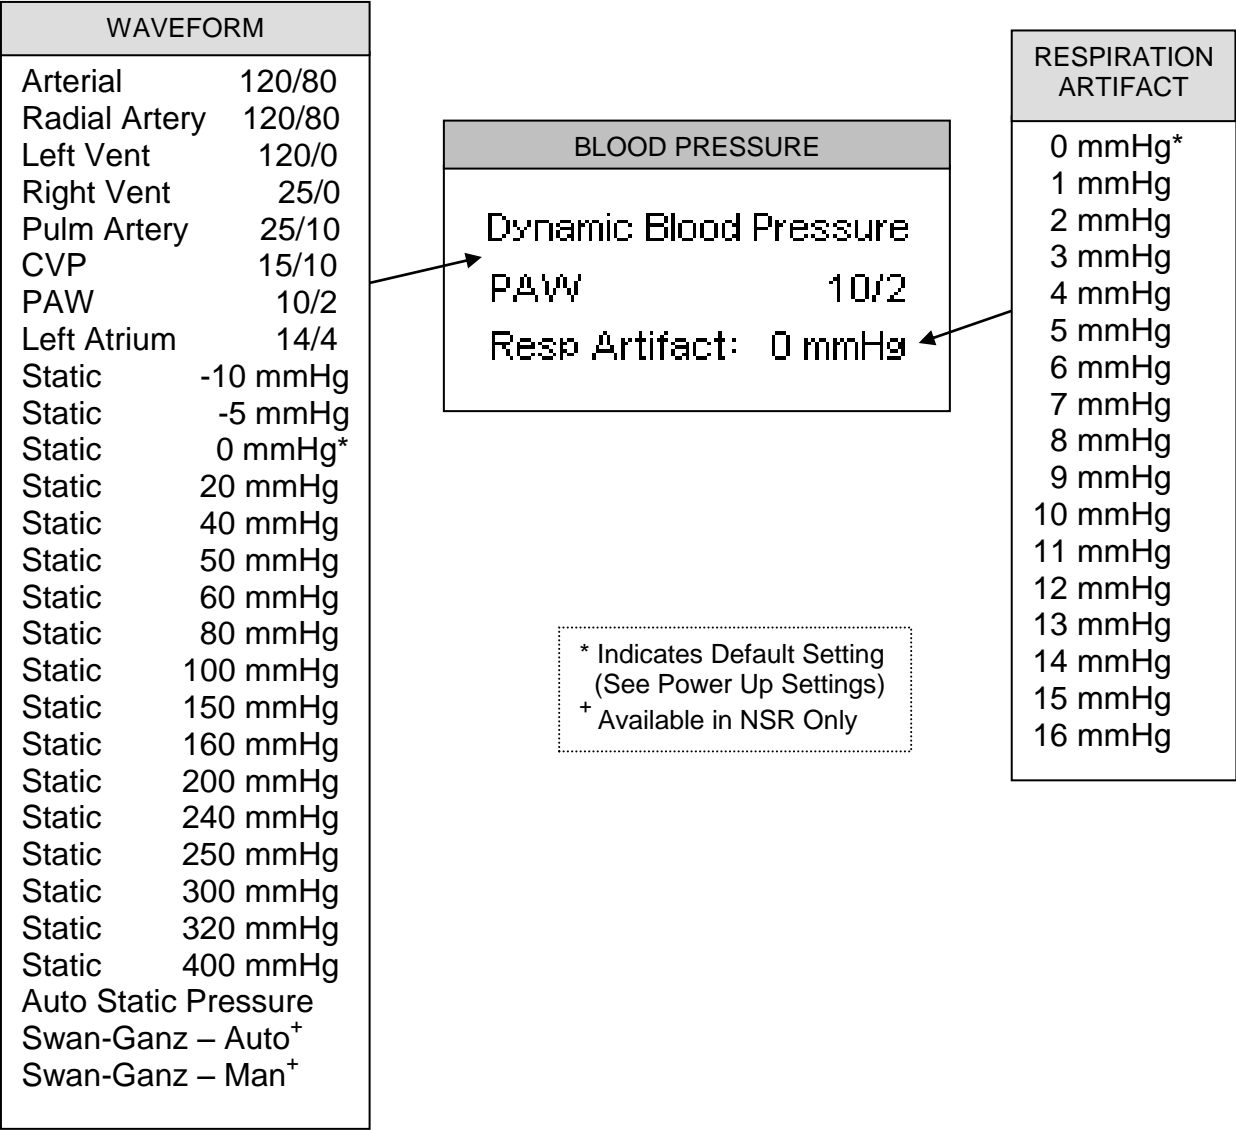 WAVEFORM
Arterial 120/80
Radial Artery 120/80
Left Vent 120/0
Right Vent 25/0
Pulm Artery 25/10
CVP 15/10
PAW 10/2
Left Atrium 14/4
Static -10 mmHg
Static -5 mmHg
Static 0 mmHg*
Static 20 mmHg
Static 40 mmHg
Static 50 mmHg
Static 60 mmHg
Static 80 mmHg
Static 100 mmHg
Static 150 mmHg
Static 160 mmHg
Static 200 mmHg
Static 240 mmHg
Static 250 mmHg
Static 300 mmHg
Static 320 mmHg
Static 400 mmHg
Auto Static Pressure
Swan-Ganz – Auto+
Swan-Ganz – Man+
BLOOD PRESSURE
Dynamic Blood Pressure
PAW 10/2
Resp Artifact: 0 mmHg
* Indicates Default Setting
(See Power Up Settings)
+ Available in NSR Only
RESPIRATION
ARTIFACT
0 mmHg*
1 mmHg
2 mmHg
3 mmHg
4 mmHg
5 mmHg
6 mmHg
7 mmHg
8 mmHg
9 mmHg
10 mmHg
11 mmHg
12 mmHg
13 mmHg
14 mmHg
15 mmHg
16 mmHg